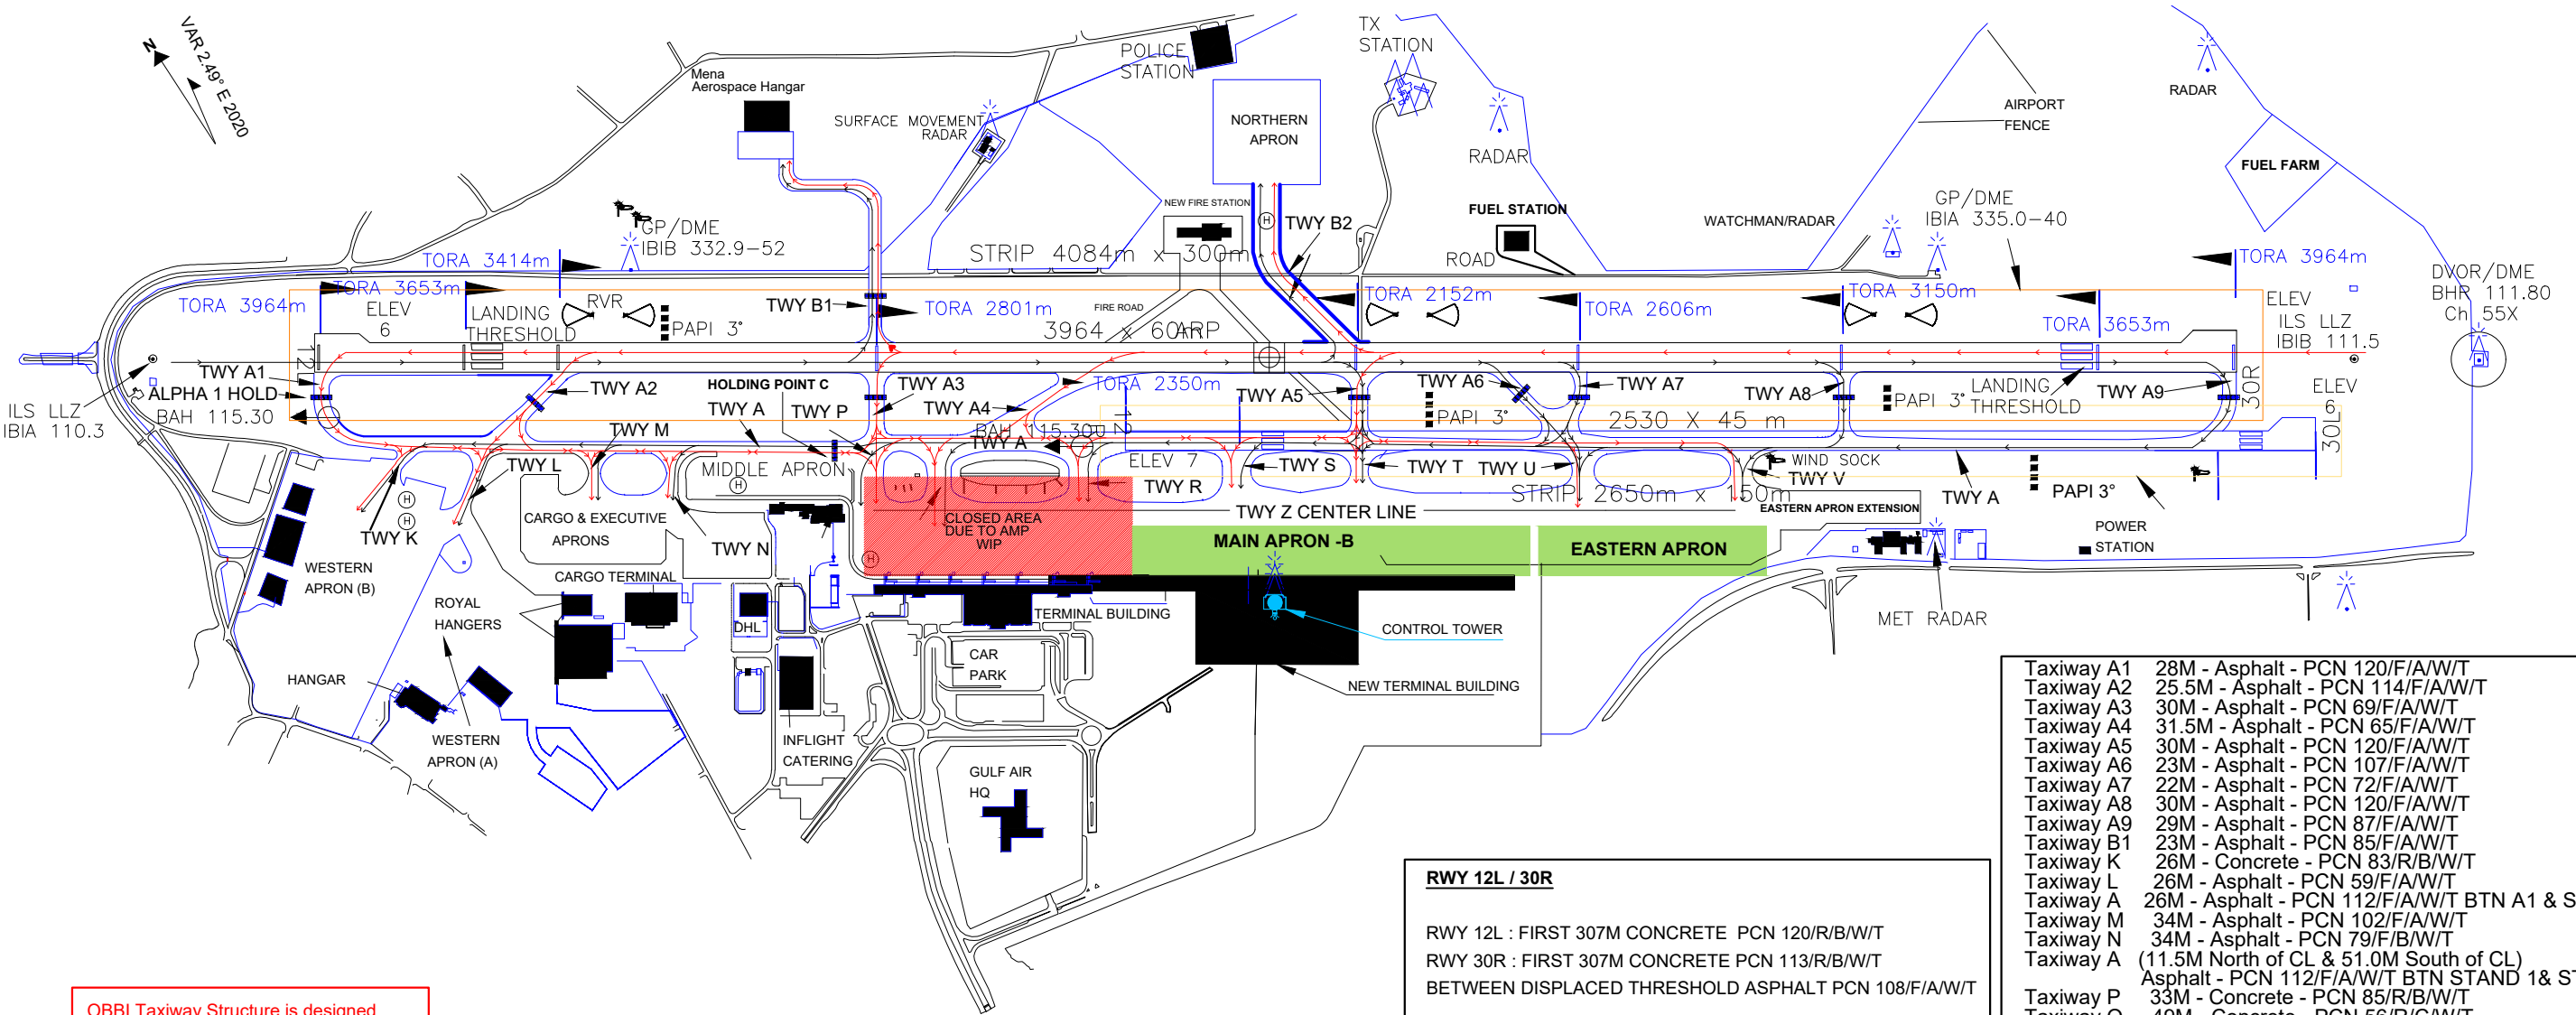 VAR 2.49° E 2020
N
Mena
Aerospace Hangar
SURFACE MOVEMENT
RADAR
POLICE
STATION
TX
STATION
NORTHERN
APRON
RADAR
AIRPORT
FENCE
RADAR
FUEL FARM
NEW FIRE STATION
H
TWY B2
FUEL STATION
WATCHMAN/RADAR
GP/DME
IBIA 335.0-40
GP/DME
IBIB 332.9-52
STRIP 4084m x 300m
ROAD
TORA 3414m
TORA 3964m
DVOR/DME
BHR 111.80
Ch 55X
TORA 3964m
TORA 3653m
ELEV
6
LANDING
THRESHOLD
RVR
PAPI 3°
TWY B1
TORA 2801m
FIRE ROAD
3964 x 60m
ARP
TORA 2152m
TORA 2606m
TORA 3150m
TORA 3653m
ELEV
ILS LLZ
IBIB 111.5
12L
TWY A1
ALPHA 1 HOLD
BAH 115.30
ILS LLZ
IBIA 110.3
TWY A2
HOLDING POINT C
TWY A
TWY P
TWY A3
TWY A4
TORA 2350m
TWY A5
TWY A6
PAPI 3°
TWY A7
TWY A8
PAPI 3°
LANDING
THRESHOLD
TWY A9
30R
ELEV
6
2530 X 45 m
30L
TWY M
TWY A
BAH 115.30
TWY L
MIDDLE APRON
H
ELEV 7
TWY R
TWY S
TWY T
TWY U
WIND SOCK
TWY V
TWY A
PAPI 3°
STRIP 2650m x 150m
H
H
TWY K
CARGO & EXECUTIVE
APRONS
TWY N
CLOSED AREA
DUE TO AMP
WIP
H
TWY Z CENTER LINE
EASTERN APRON EXTENSION
MAIN APRON -B
EASTERN APRON
POWER
STATION
WESTERN
APRON (B)
CARGO TERMINAL
ROYAL
HANGERS
DHL
TERMINAL BUILDING
CONTROL TOWER
MET RADAR
CAR
PARK
HANGAR
NEW TERMINAL BUILDING
WESTERN
APRON (A)
INFLIGHT
CATERING
GULF AIR
HQ
RWY 12L / 30R
RWY 12L : FIRST 307M CONCRETE PCN 120/R/B/W/T
RWY 30R : FIRST 307M CONCRETE PCN 113/R/B/W/T
BETWEEN DISPLACED THRESHOLD ASPHALT PCN 108/F/A/W/T
Taxiway A1 28M - Asphalt - PCN 120/F/A/W/T
Taxiway A2 25.5M - Asphalt - PCN 114/F/A/W/T
Taxiway A3 30M - Asphalt - PCN 69/F/A/W/T
Taxiway A4 31.5M - Asphalt - PCN 65/F/A/W/T
Taxiway A5 30M - Asphalt - PCN 120/F/A/W/T
Taxiway A6 23M - Asphalt - PCN 107/F/A/W/T
Taxiway A7 22M - Asphalt - PCN 72/F/A/W/T
Taxiway A8 30M - Asphalt - PCN 120/F/A/W/T
Taxiway A9 29M - Asphalt - PCN 87/F/A/W/T
Taxiway B1 23M - Asphalt - PCN 85/F/A/W/T
Taxiway K 26M - Concrete - PCN 83/R/B/W/T
Taxiway L 26M - Asphalt - PCN 59/F/A/W/T
Taxiway A 26M - Asphalt - PCN 112/F/A/W/T BTN A1 & S
Taxiway M 34M - Asphalt - PCN 102/F/A/W/T
Taxiway N 34M - Asphalt - PCN 79/F/B/W/T
Taxiway A (11.5M North of CL & 51.0M South of CL)
Asphalt - PCN 112/F/A/W/T BTN STAND 1& ST
Taxiway P 33M - Concrete - PCN 85/R/B/W/T
OBBI Taxiway Structure is designed